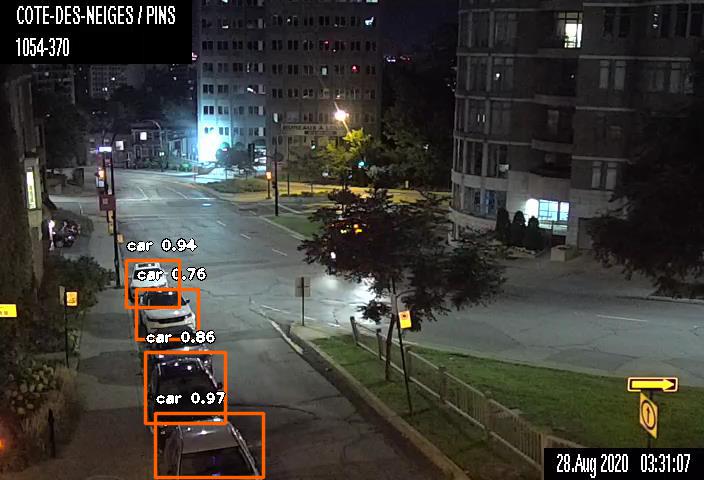 COTE-DES-NEIGES / PINS
1054-370
car 0.94
car 0.76
car 0.86
car 0.97
28.Aug 2020 03:31:07